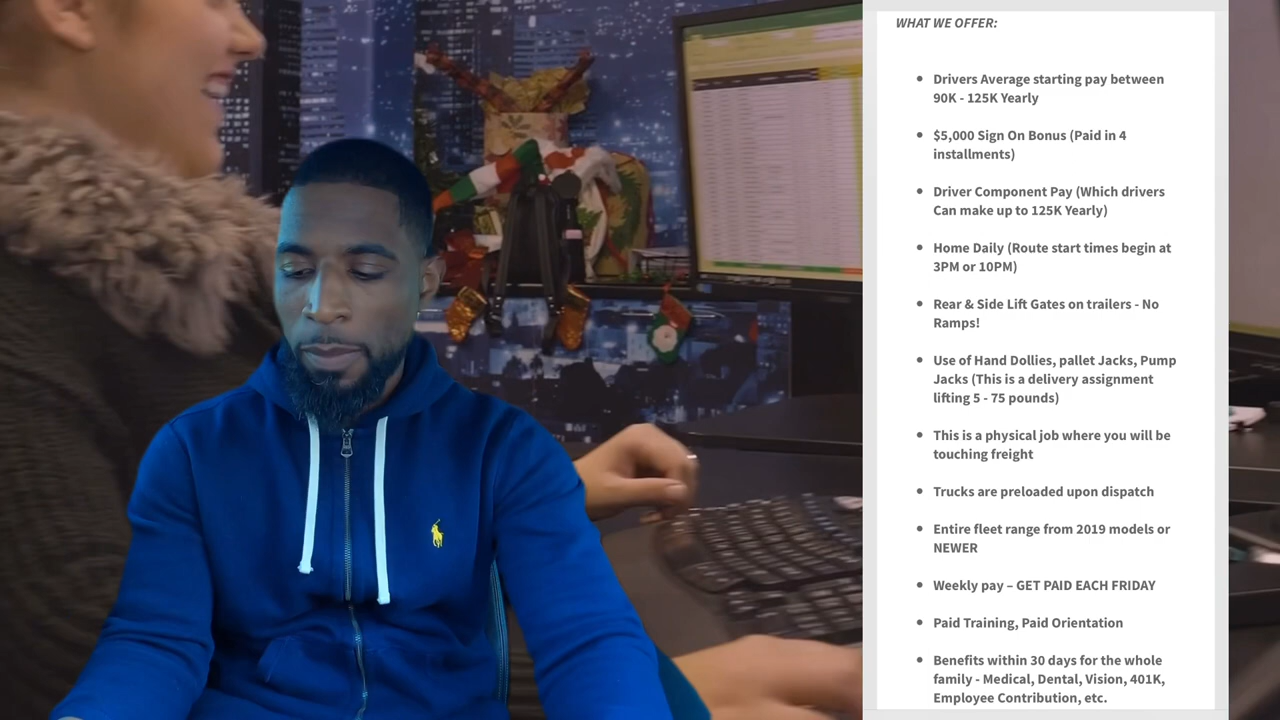 WHAT WE OFFER:
• Drivers Average starting pay between
90K - 125K Yearly
• $5,000 Sign On Bonus (Paid in 4
installments)
• Driver Component Pay (Which drivers
Can make up to 125K Yearly)
• Home Daily (Route start times begin at
3PM or 10PM)
• Rear & Side Lift Gates on trailers - No
Ramps!
• Use of Hand Dollies, pallet Jacks, Pump
Jacks (This is a delivery assignment
lifting 5 - 75 pounds)
• This is a physical job where you will be
touching freight
• Trucks are preloaded upon dispatch
• Entire fleet range from 2019 models or
NEWER
• Weekly pay – GET PAID EACH FRIDAY
• Paid Training, Paid Orientation
• Benefits within 30 days for the whole
family - Medical, Dental, Vision, 401K,
Employee Contribution, etc.